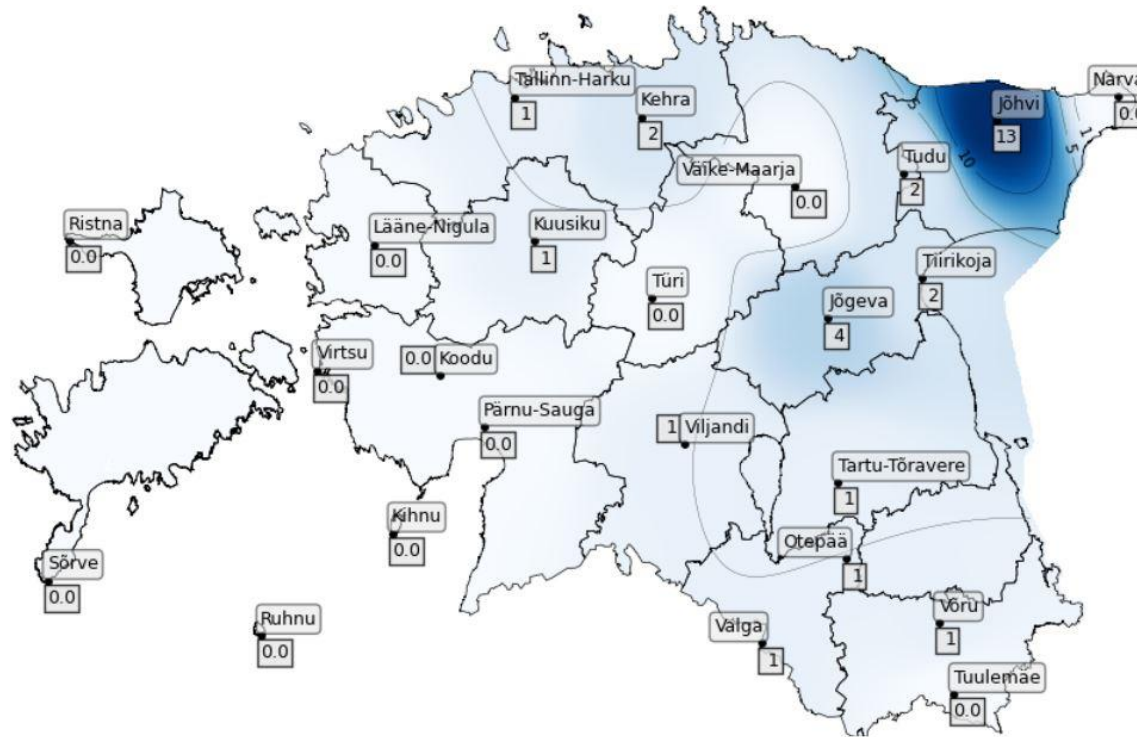 Tallinn-Harku
1
Kehra
2
Jõhvi
13
Narva
0.0
Väike-Maarja
0.0
Tudu
2
10
5
1
Ristna
0.0
Lääne-Nigula
0.0
Kuusiku
1
Türi
0.0
Tiirikoja
2
Jõgeva
4
Virtsu
0.0
0.0
Koodu
Pärnu-Sauga
0.0
1
Viljandi
Tartu-Tõravere
1
Kihnu
0.0
Otepää
1
Sõrve
0.0
Ruhnu
0.0
Valga
1
Võru
1
Tuulemäe
0.0